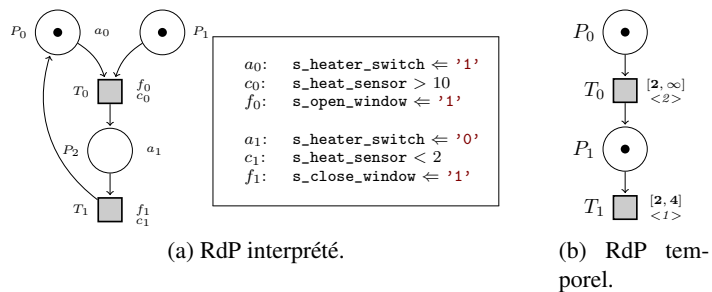 P₀ a₀ P₁
T₀ f₀
c₀
P₂ a₁
T₁ f₁
c₁
a₀: s_heater_switch ⇐ '1'
c₀: s_heat_sensor > 10
f₀: s_open_window ⇐ '1'
a₁: s_heater_switch ⇐ '0'
c₁: s_heat_sensor < 2
f₁: s_close_window ⇐ '1'
(a) RdP interprété.
P₀
T₀ [2, ∞]
<2>
P₁
T₁ [2, 4]
<1>
(b) RdP tem-
porel.